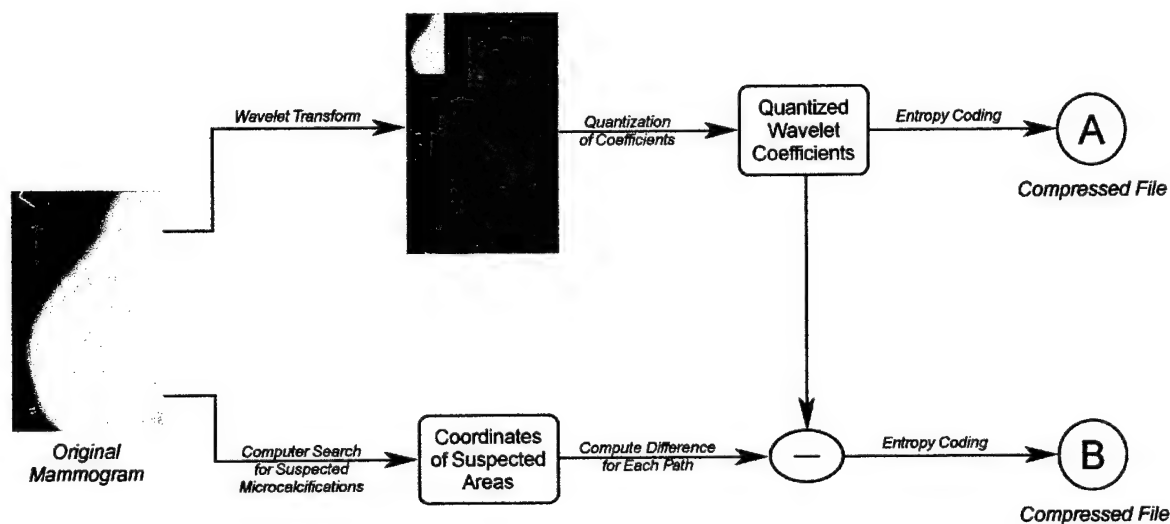 Wavelet Transform
Quantization
of Coefficients
Quantized
Wavelet
Coefficients
Entropy Coding
A
Compressed File
Original
Mammogram
Computer Search
for Suspected
Microcalcifications
Coordinates
of Suspected
Areas
Compute Difference
for Each Path
—
Entropy Coding
B
Compressed File